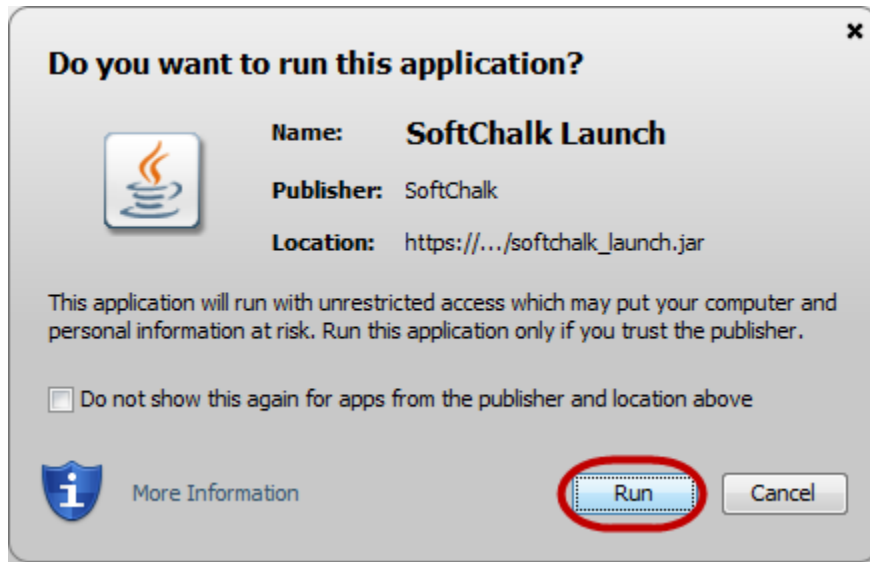 Do you want to run this application?
Name: SoftChalk Launch
Publisher: SoftChalk
Location: https://.../softchalk_launch.jar
This application will run with unrestricted access which may put your computer and
personal information at risk. Run this application only if you trust the publisher.
Do not show this again for apps from the publisher and location above
More Information Run Cancel